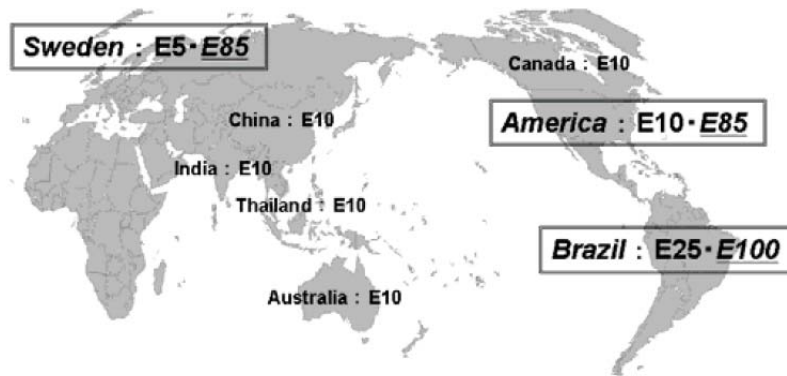 Sweden : E5・E85
Canada : E10
China : E10
America : E10・E85
India : E10
Thailand : E10
Brazil : E25・E100
Australia : E10